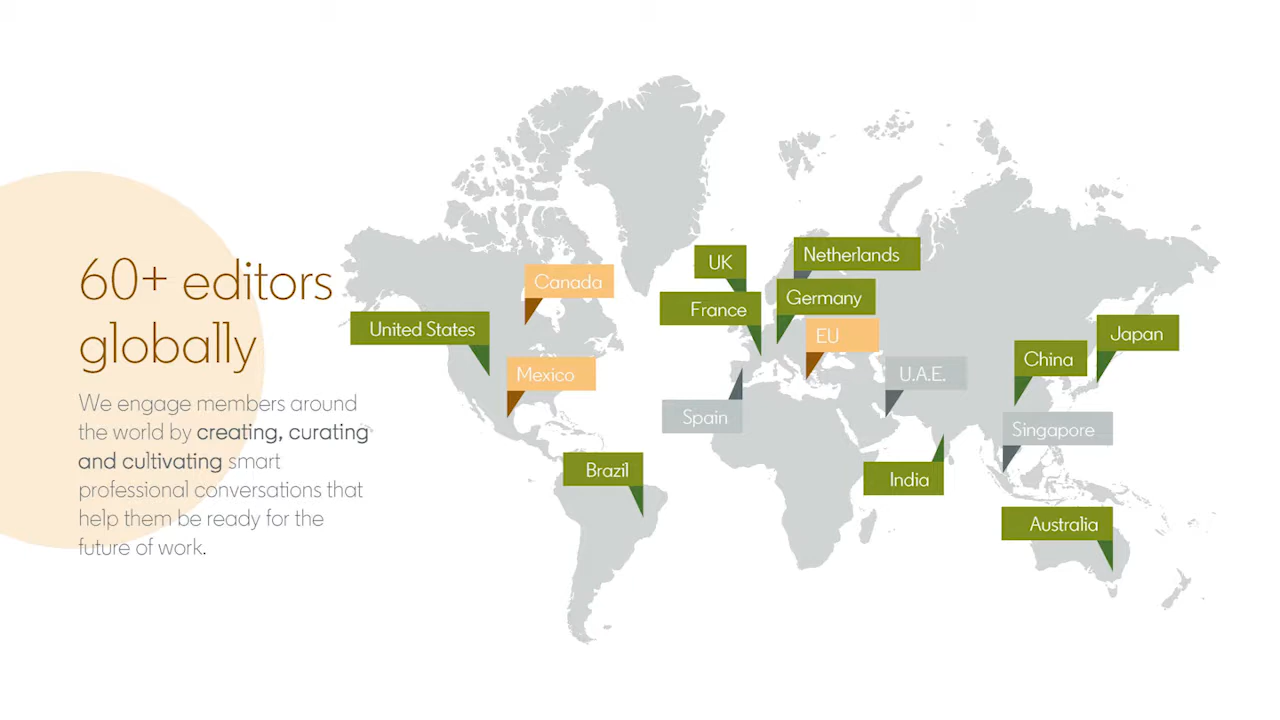 60+ editors
globally
We engage members around
the world by creating, curating
and cultivating smart
professional conversations that
help them be ready for the
future of work.
Canada
United States
Mexico
Brazil
UK
Netherlands
France
Germany
EU
Spain
U.A.E.
India
China
Japan
Singapore
Australia